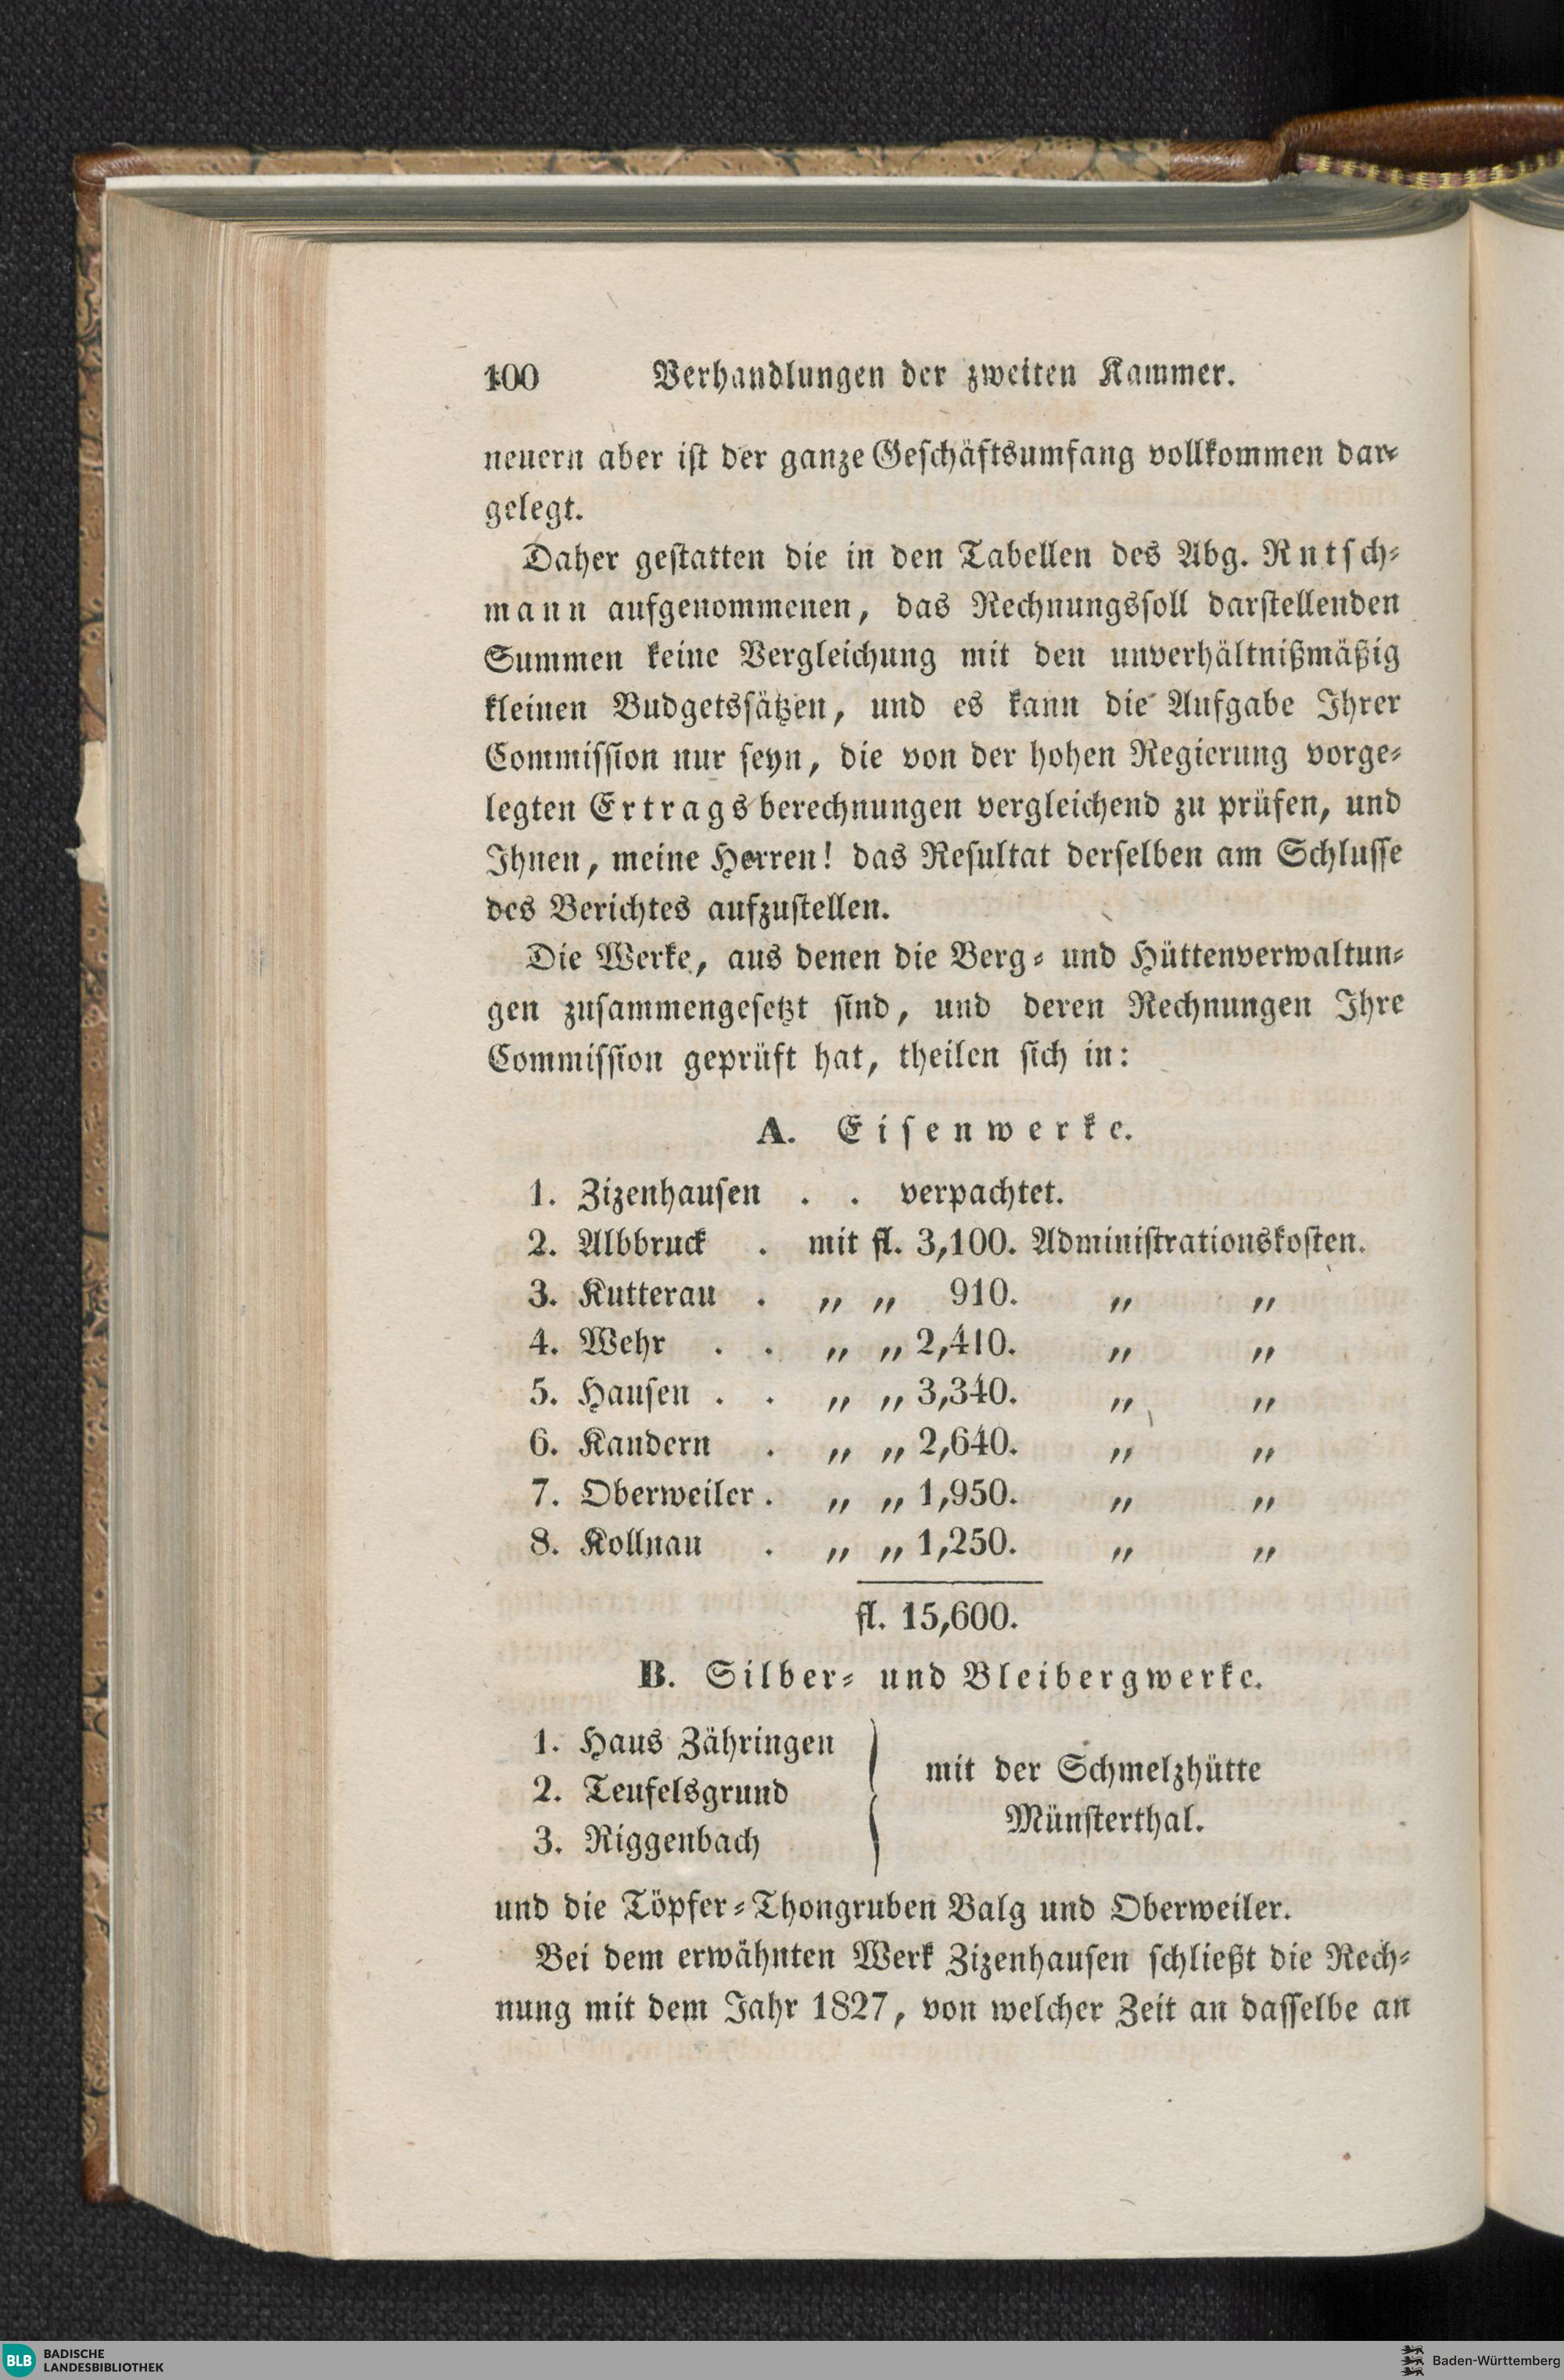 100 Verhandlungen der zweiten Kammer.
neuern aber ist der ganze Geschäftsumfang vollkommen dar-
gelegt.
Daher gestatten die in den Tabellen des Abg. Rutsch-
mann aufgenommenen, das Rechnungssoll darstellenden
Summen keine Vergleichung mit den unverhältnißmäßig
kleinen Budgetssätzen, und es kann die Aufgabe Ihrer
Commission nur seyn, die von der hohen Regierung vorge-
legten Ertragsberechnungen vergleichend zu prüfen, und
Ihnen, meine Herren! das Resultat derselben am Schlusse
des Berichtes aufzustellen.
Die Werke, aus denen die Berg- und Hüttenverwaltun-
gen zusammengesetzt sind, und deren Rechnungen Ihre
Commission geprüft hat, theilen sich in:
A. Eisenwerke.
1. Zizenhausen . . verpachtet.
2. Albbruck . mit fl. 3,100. Administrationskosten.
3. Kutterau . „ „ 910. „ „
4. Wehr . . „ „ 2,410. „ „
5. Hausen . . „ „ 3,340. „ „
6. Kandern . „ „ 2,640. „ „
7. Oberweiler . „ „ 1,950. „ „
8. Kollnau . „ „ 1,250. „ „
fl. 15,600.
B. Silber- und Bleibergwerke.
1. Haus Zähringen
2. Teufelsgrund
3. Riggenbach
mit der Schmelzhütte
Münsterthal.
und die Töpfer-Thongruben Balg und Oberweiler.
Bei dem erwähnten Werk Zizenhausen schließt die Rech-
nung mit dem Jahr 1827, von welcher Zeit an dasselbe an
BLB BADISCHE
LANDESBIBLIOTHEK
Baden-Württemberg